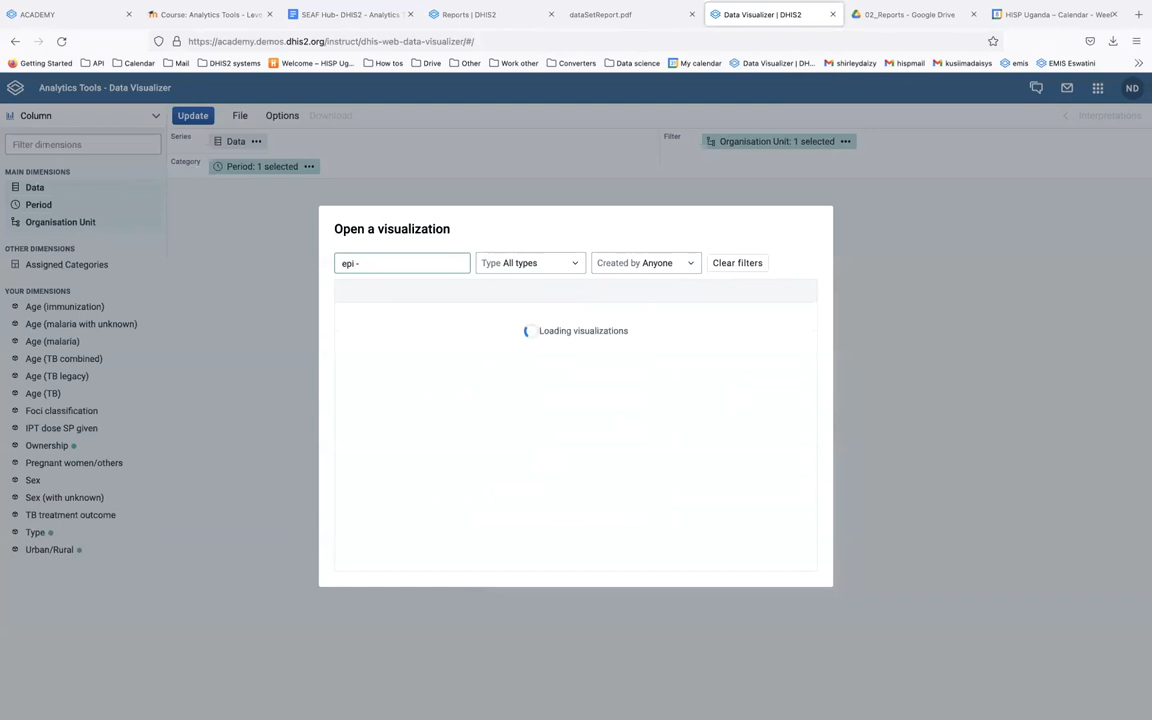 ACADEMY
Course: Analytics Tools - Leve
SEAF Hub- DHIS2 - Analytics T
Reports | DHIS2
dataSetReport.pdf
Data Visualizer | DHIS2
02_Reports - Google Drive
HISP Uganda - Calendar - Week
https://academy.demos.dhis2.org/instruct/dhis-web-data-visualizer/#/
Getting Started
API
Calendar
Mail
DHIS2 systems
Welcome – HISP Ug...
How tos
Drive
Other
Work other
Converters
Data science
My calendar
Data Visualizer | DH...
shirleydaizy
hispmail
kusiimadaisys
emis
EMIS Eswatini
Analytics Tools - Data Visualizer
ND
Column
Update
File
Options
Download
Interpretations
Filter dimensions
Series
Data
Filter
Organisation Unit: 1 selected
Category
Period: 1 selected
MAIN DIMENSIONS
Data
Period
Organisation Unit
OTHER DIMENSIONS
Assigned Categories
YOUR DIMENSIONS
Age (immunization)
Age (malaria with unknown)
Age (malaria)
Age (TB combined)
Age (TB legacy)
Age (TB)
Foci classification
IPT dose SP given
Ownership
Pregnant women/others
Sex
Sex (with unknown)
TB treatment outcome
Type
Urban/Rural
Open a visualization
epi -
Type All types
Created by Anyone
Clear filters
Loading visualizations